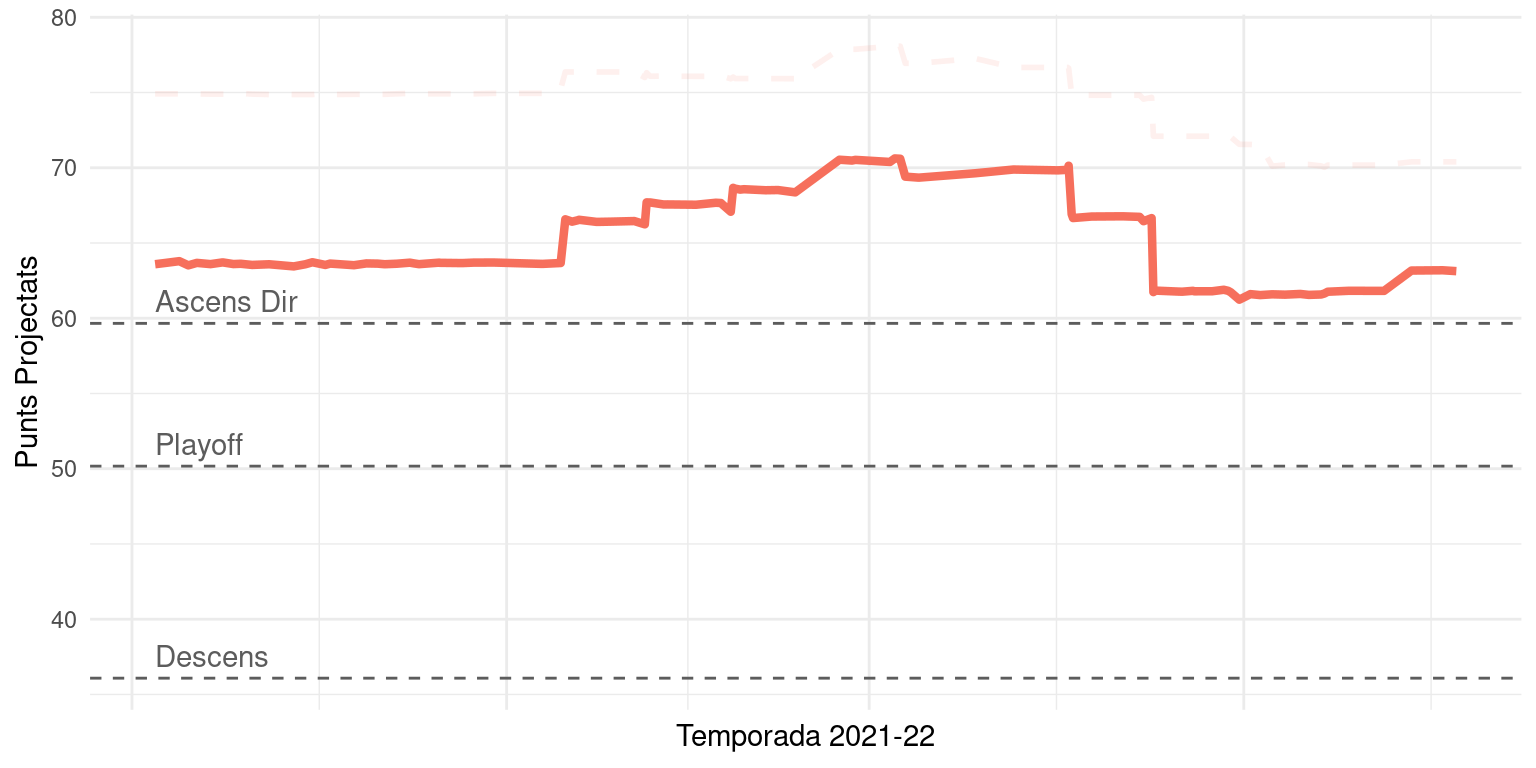 80
70
60
50
40
Punts Projectats
Ascens Dir
Playoff
Descens
Temporada 2021-22